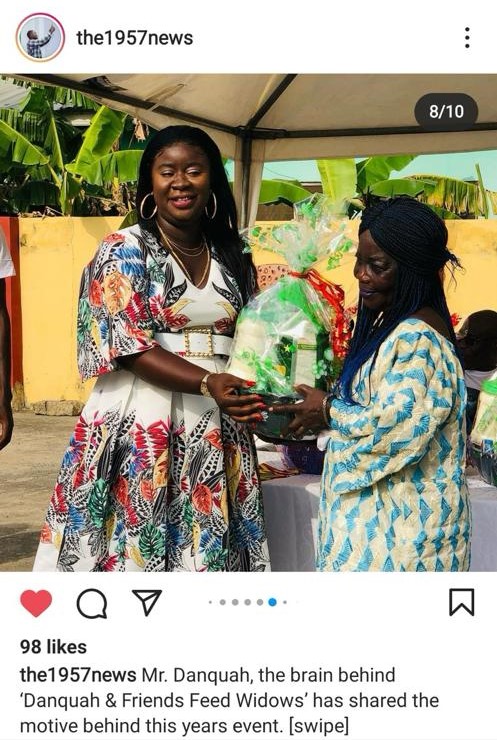 the1957news
8/10
98 likes
the1957news Mr. Danquah, the brain behind
‘Danquah & Friends Feed Widows’ has shared the
motive behind this years event. [swipe]